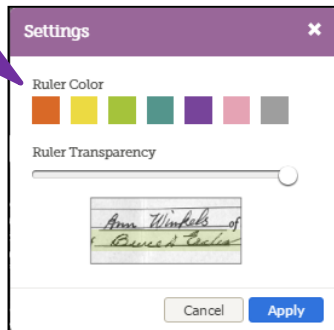 Settings
Ruler Color
Ruler Transparency
Ann Winkels of
Cancel Apply